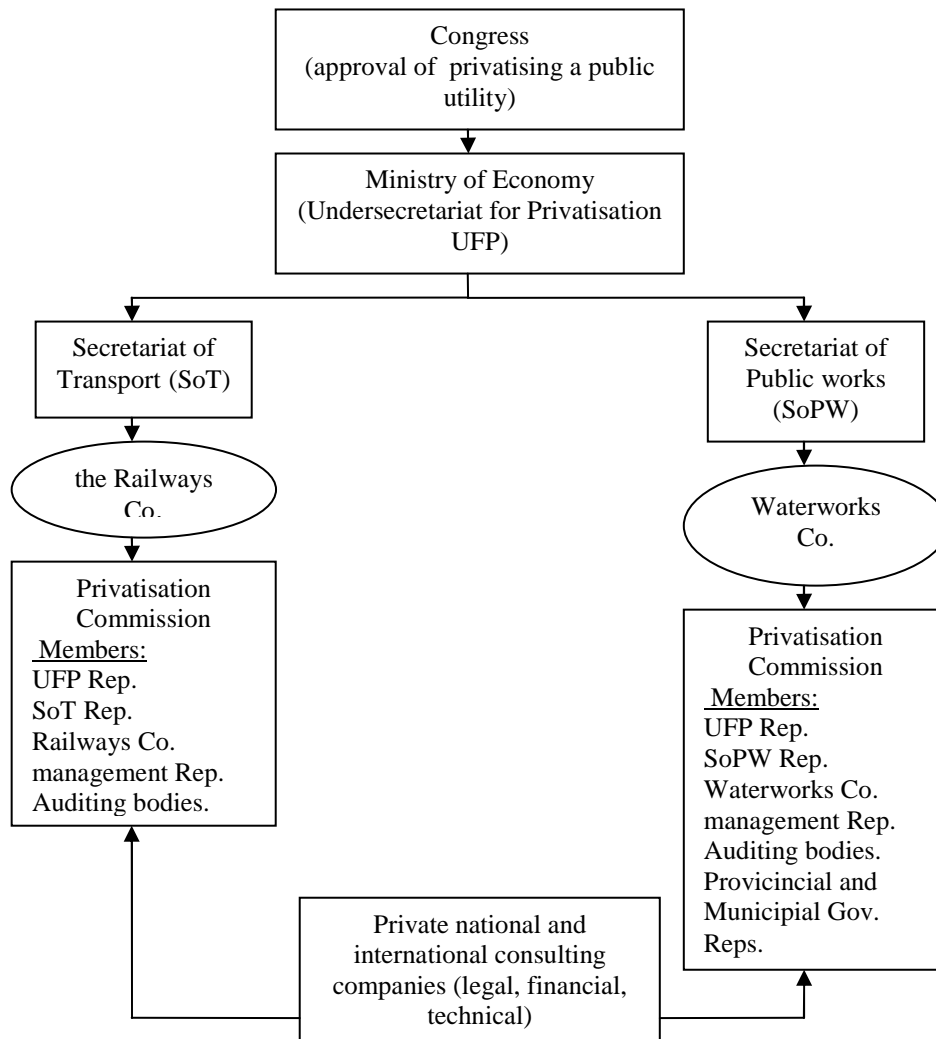 Congress
(approval of privatising a public
utility)
Ministry of Economy
(Undersecretariat for Privatisation
UFP)
Secretariat of
Transport (SoT)
Secretariat of
Public works
(SoPW)
the Railways
Co.
Waterworks
Co.
Privatisation
Commission
Members:
UFP Rep.
SoT Rep.
Railways Co.
management Rep.
Auditing bodies.
Privatisation
Commission
Members:
UFP Rep.
SoPW Rep.
Waterworks Co.
management Rep.
Auditing bodies.
Provicincial and
Municipial Gov.
Reps.
Private national and
international consulting
companies (legal, financial,
technical)